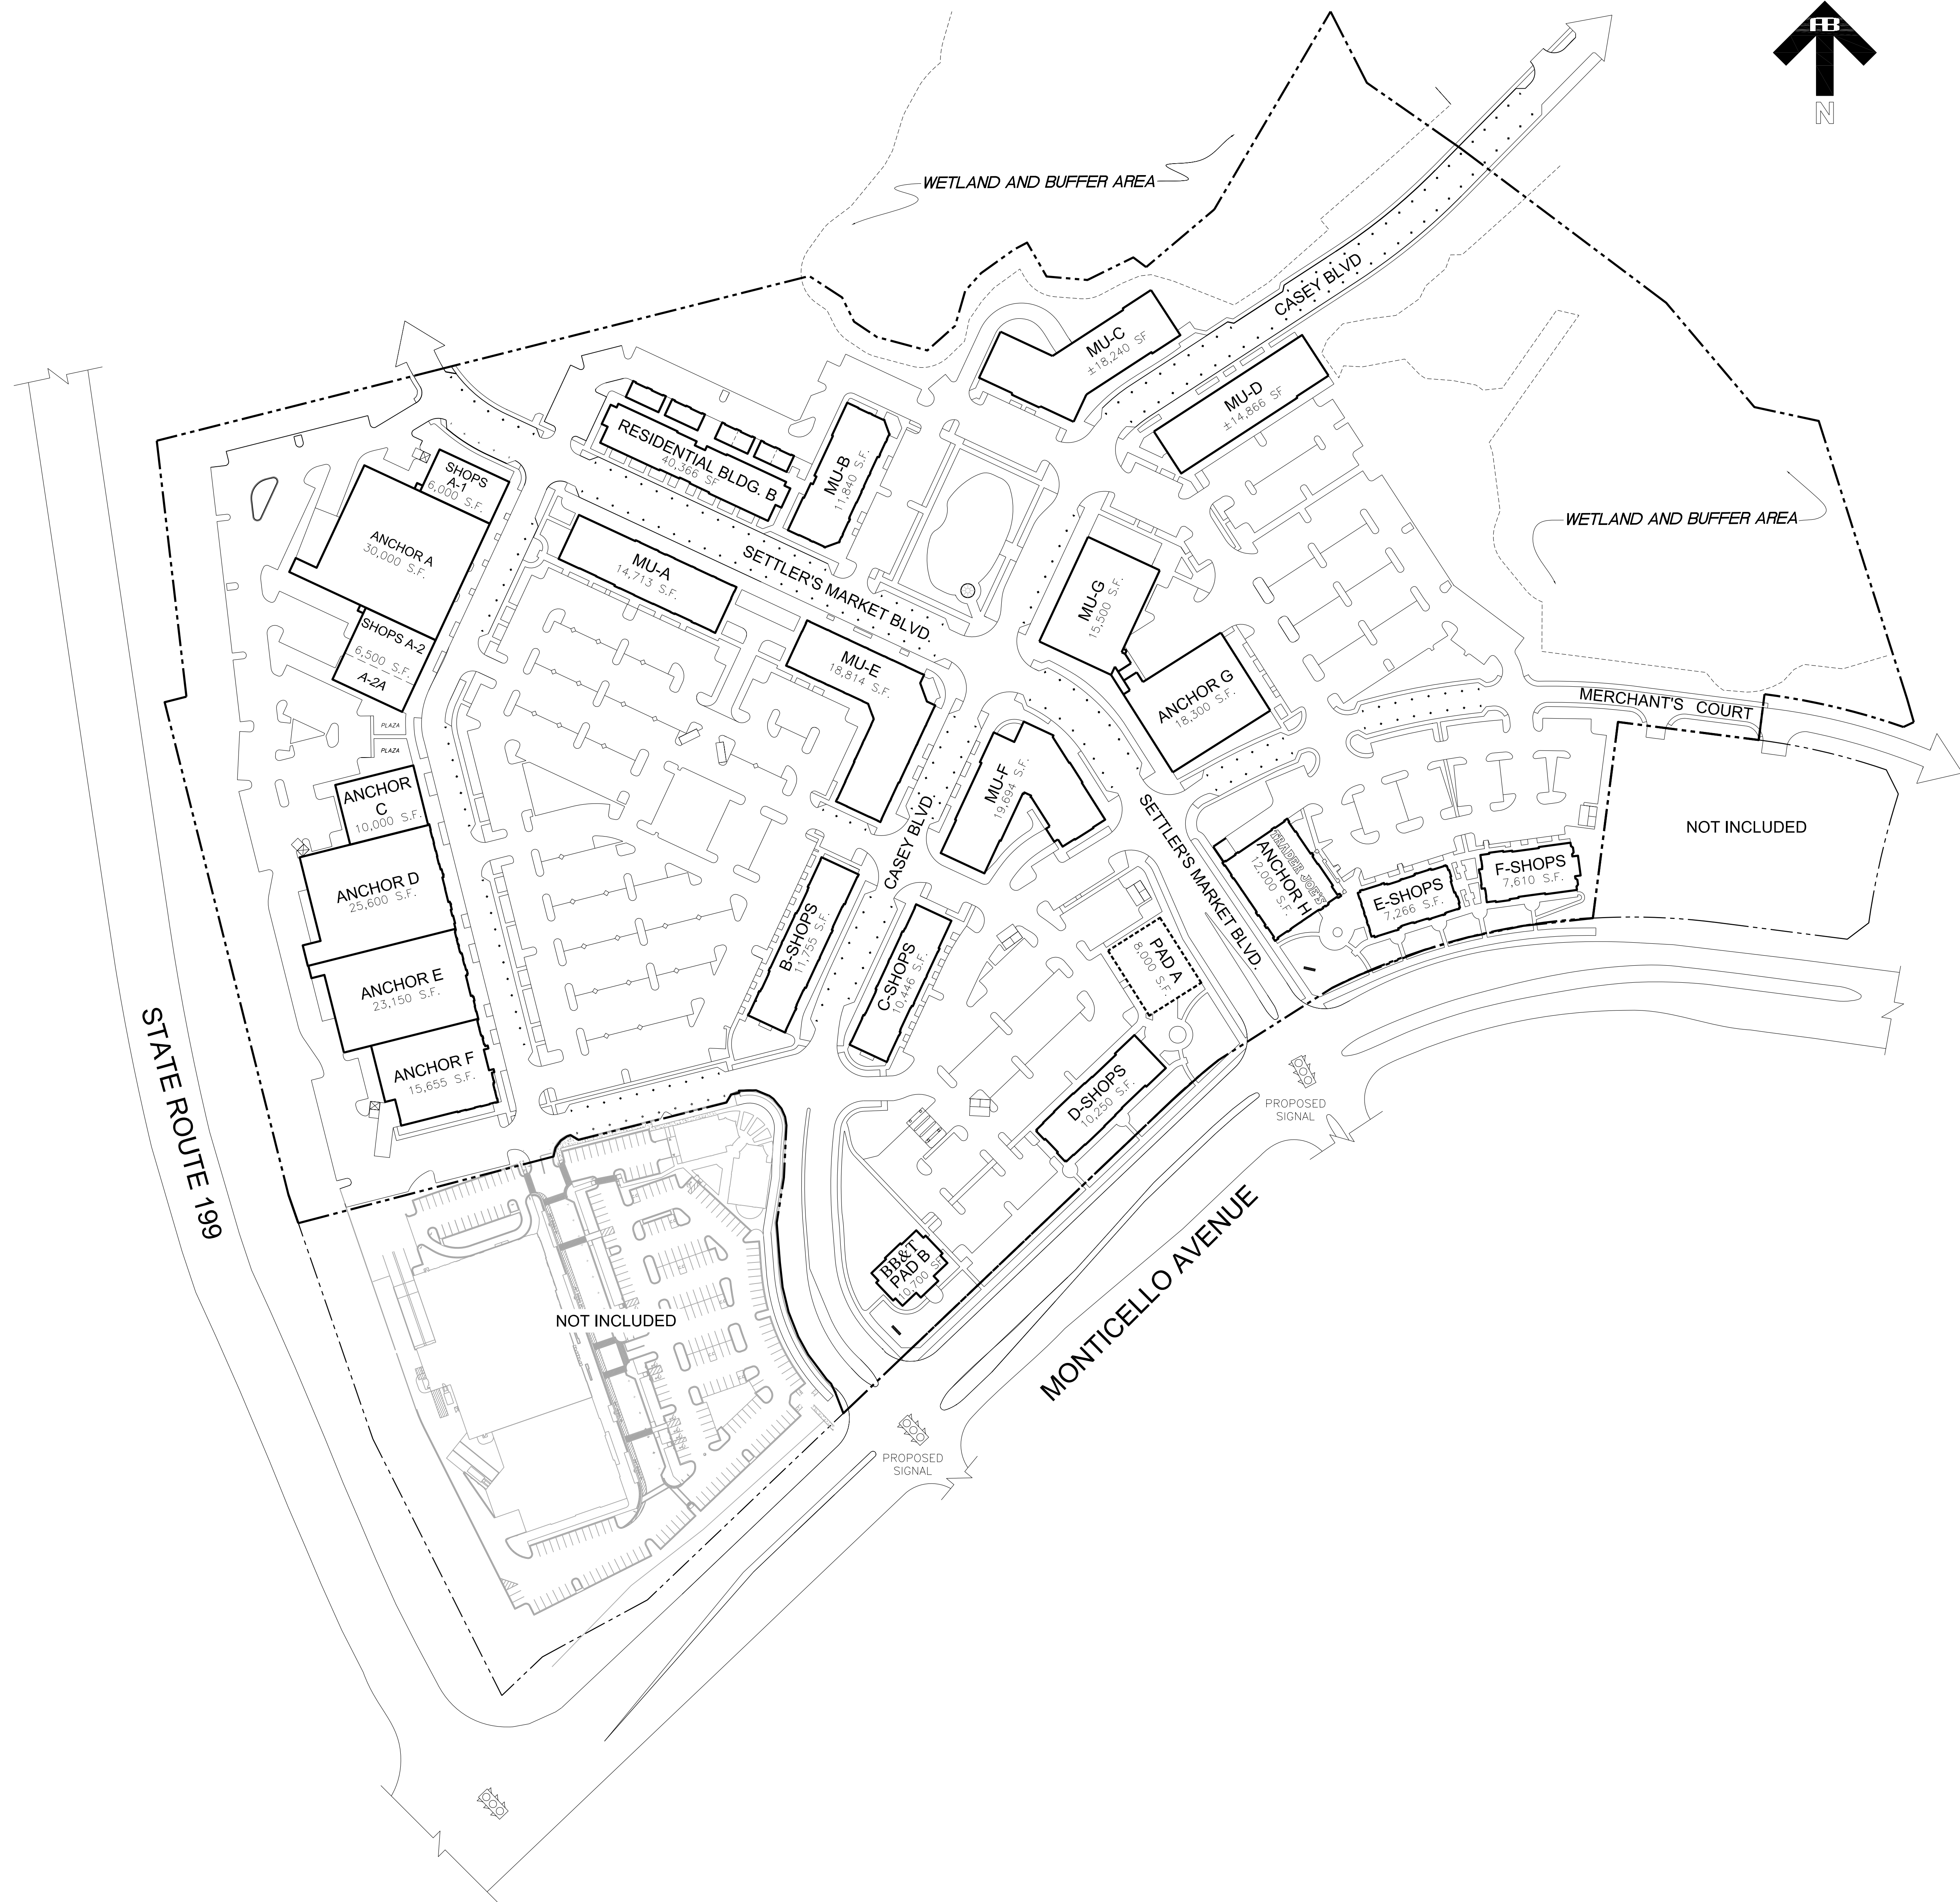 AB
N
WETLAND AND BUFFER AREA
CASEY BLVD
MU-C
±18,240 SF
MU-D
±14,866 SF
RESIDENTIAL BLDG. B
40,366 SF
MU-B
11,840 S.F.
SHOPS
A-1
6,000 S.F.
ANCHOR A
30,000 S.F.
MU-A
14,713 S.F.
SETTLER'S MARKET BLVD.
WETLAND AND BUFFER AREA
MU-G
15,500 S.F.
SHOPS A-2
6,500 S.F.
A-2A
MU-E
18,814 S.F.
ANCHOR G
18,300 S.F.
MERCHANT'S COURT
PLAZA
PLAZA
ANCHOR
C
10,000 S.F.
MU-F
19,694 S.F.
CASEY BLVD.
SETTLER'S MARKET BLVD.
NOT INCLUDED
TRADER JOE'S
ANCHOR H
12,000 S.F.
E-SHOPS
7,266 S.F.
F-SHOPS
7,610 S.F.
ANCHOR D
25,600 S.F.
B-SHOPS
11,755 S.F.
C-SHOPS
10,446 S.F.
PAD A
8,000 S.F.
ANCHOR E
23,150 S.F.
ANCHOR F
15,655 S.F.
D-SHOPS
10,250 S.F.
PROPOSED
SIGNAL
STATE ROUTE 199
BB&T
PAD B
10,700 SF
MONTICELLO AVENUE
NOT INCLUDED
PROPOSED
SIGNAL